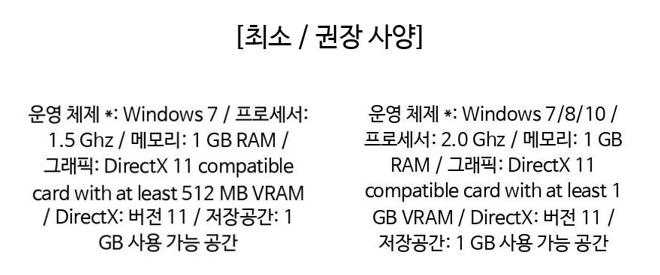 [최소 / 권장 사양]
운영 체제 *: Windows 7 / 프로세서:
1.5 Ghz / 메모리: 1 GB RAM /
그래픽: DirectX 11 compatible
card with at least 512 MB VRAM
/ DirectX: 버전 11 / 저장공간: 1
GB 사용 가능 공간
운영 체제 *: Windows 7/8/10 /
프로세서: 2.0 Ghz / 메모리: 1 GB
RAM / 그래픽: DirectX 11
compatible card with at least 1
GB VRAM / DirectX: 버전 11 /
저장공간: 1 GB 사용 가능 공간